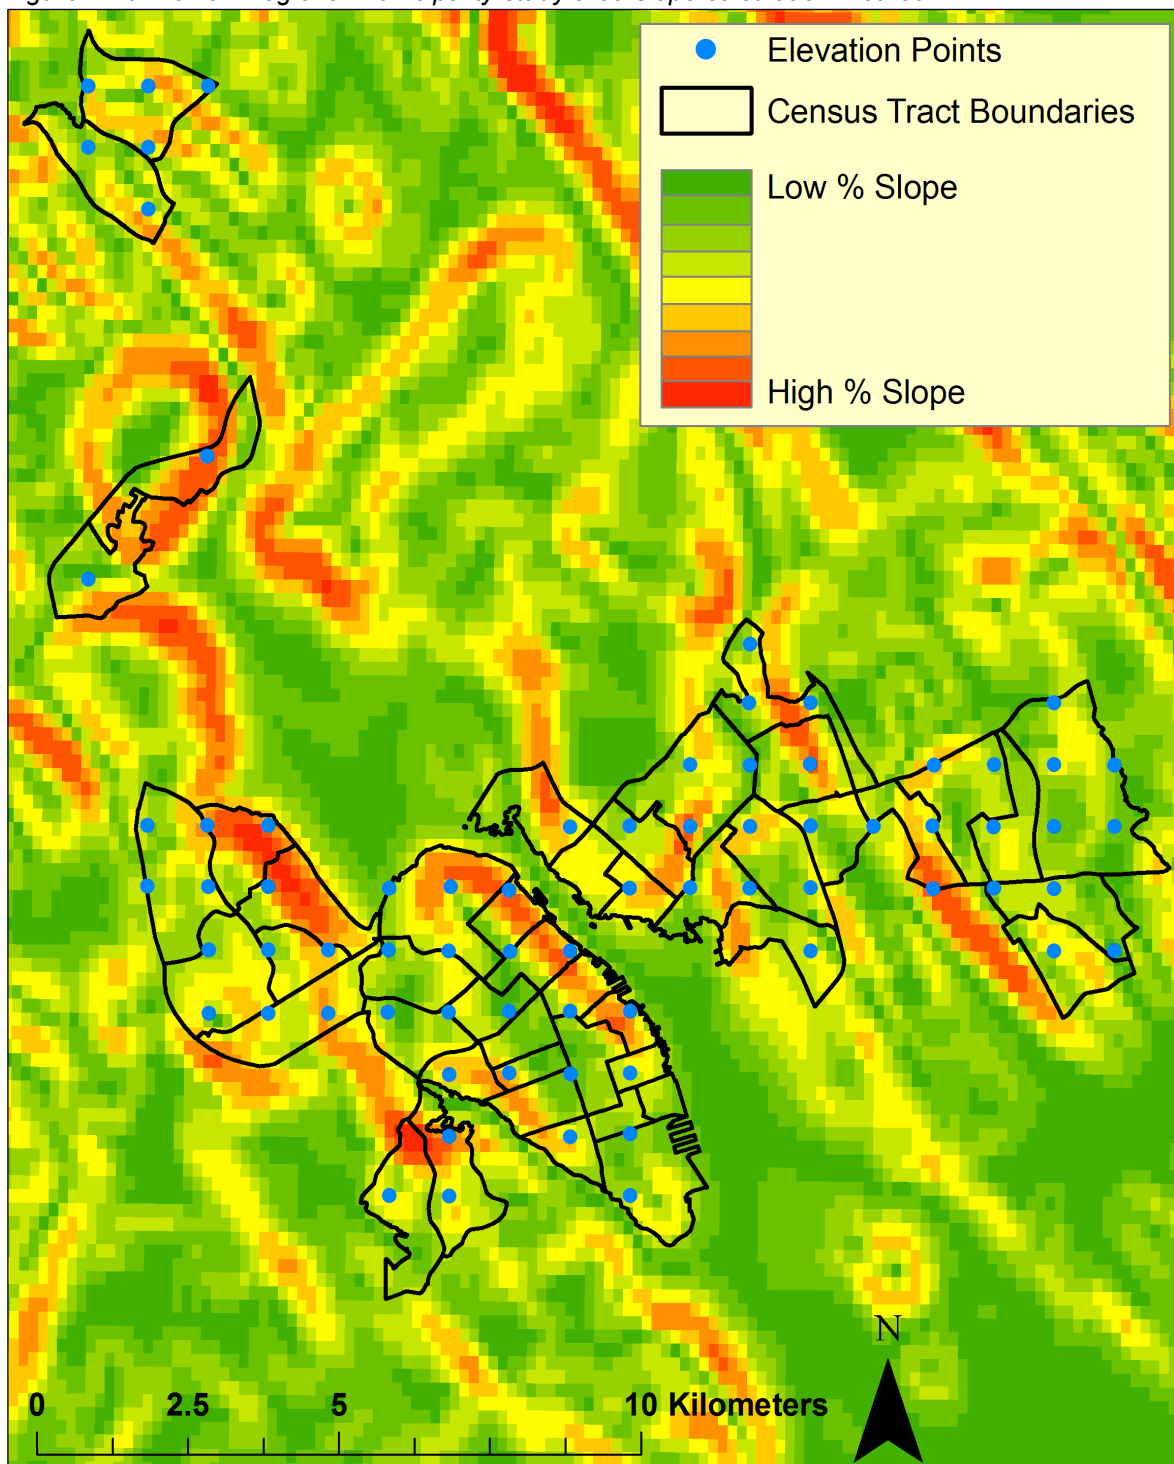 Elevation Points
Census Tract Boundaries
Low % Slope
High % Slope
N
0 2.5 5 10 Kilometers